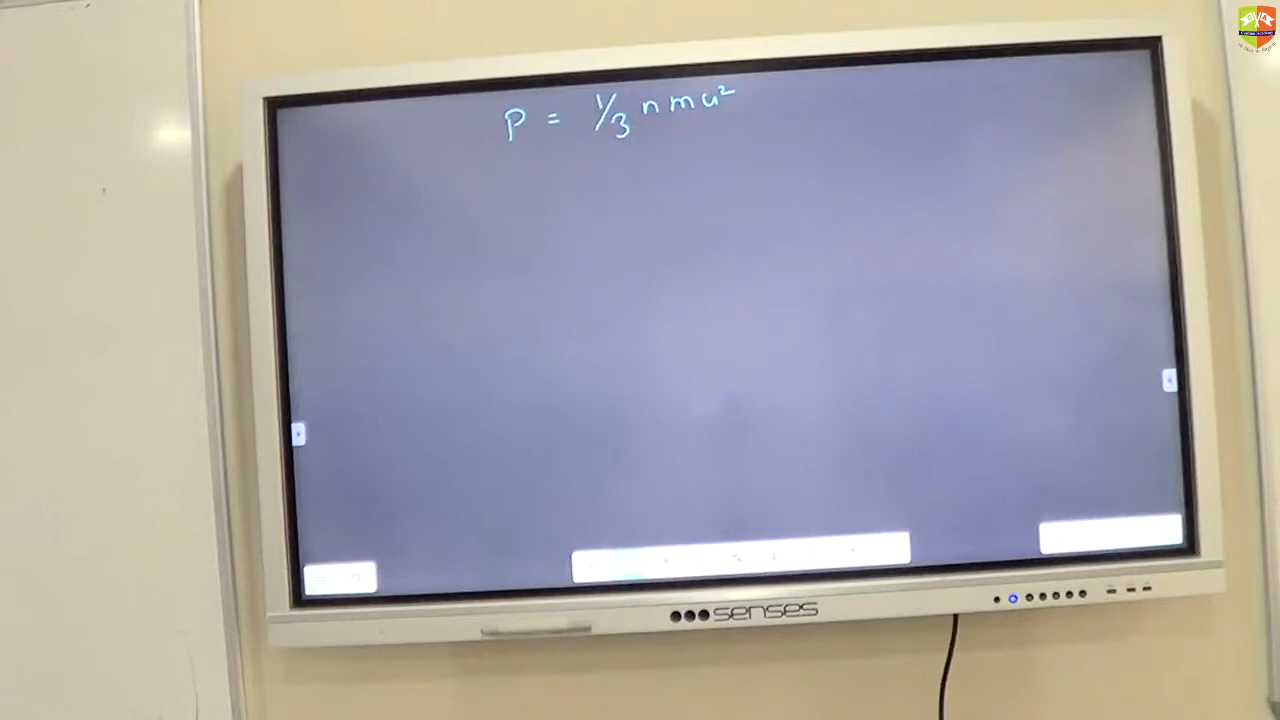 P = 1/3 n m u²
senses